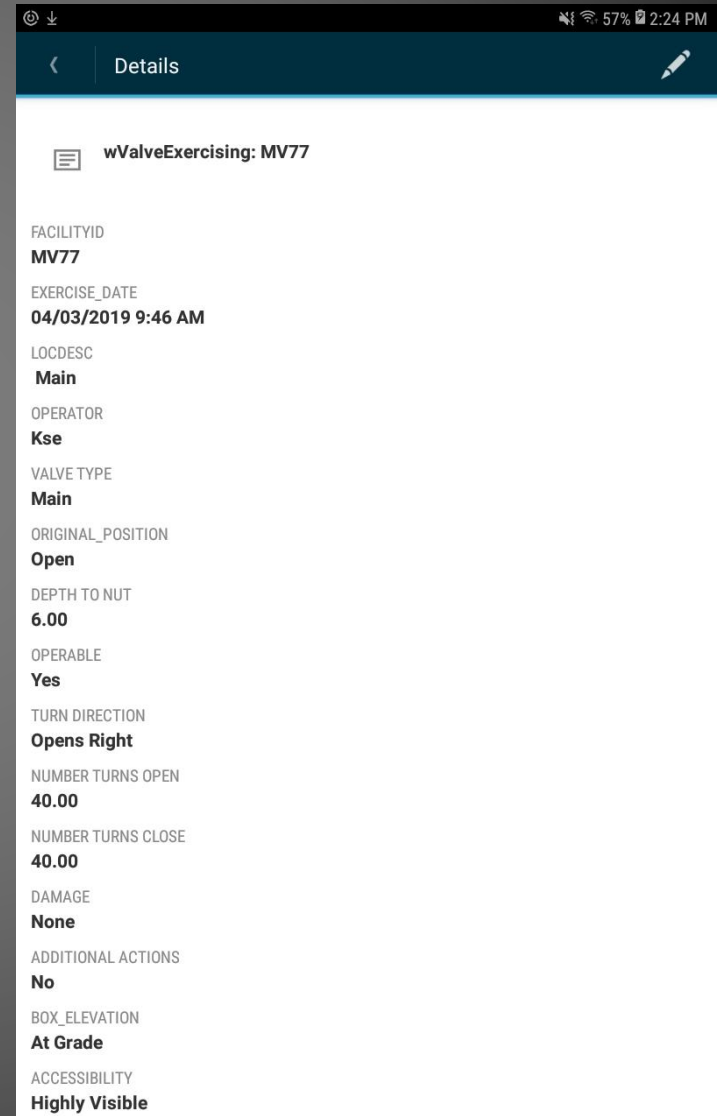 57% 2:24 PM
Details
wValveExercising: MV77
FACILITYID
MV77
EXERCISE_DATE
04/03/2019 9:46 AM
LOCDESC
Main
OPERATOR
Kse
VALVE TYPE
Main
ORIGINAL_POSITION
Open
DEPTH TO NUT
6.00
OPERABLE
Yes
TURN DIRECTION
Opens Right
NUMBER TURNS OPEN
40.00
NUMBER TURNS CLOSE
40.00
DAMAGE
None
ADDITIONAL ACTIONS
No
BOX_ELEVATION
At Grade
ACCESSIBILITY
Highly Visible